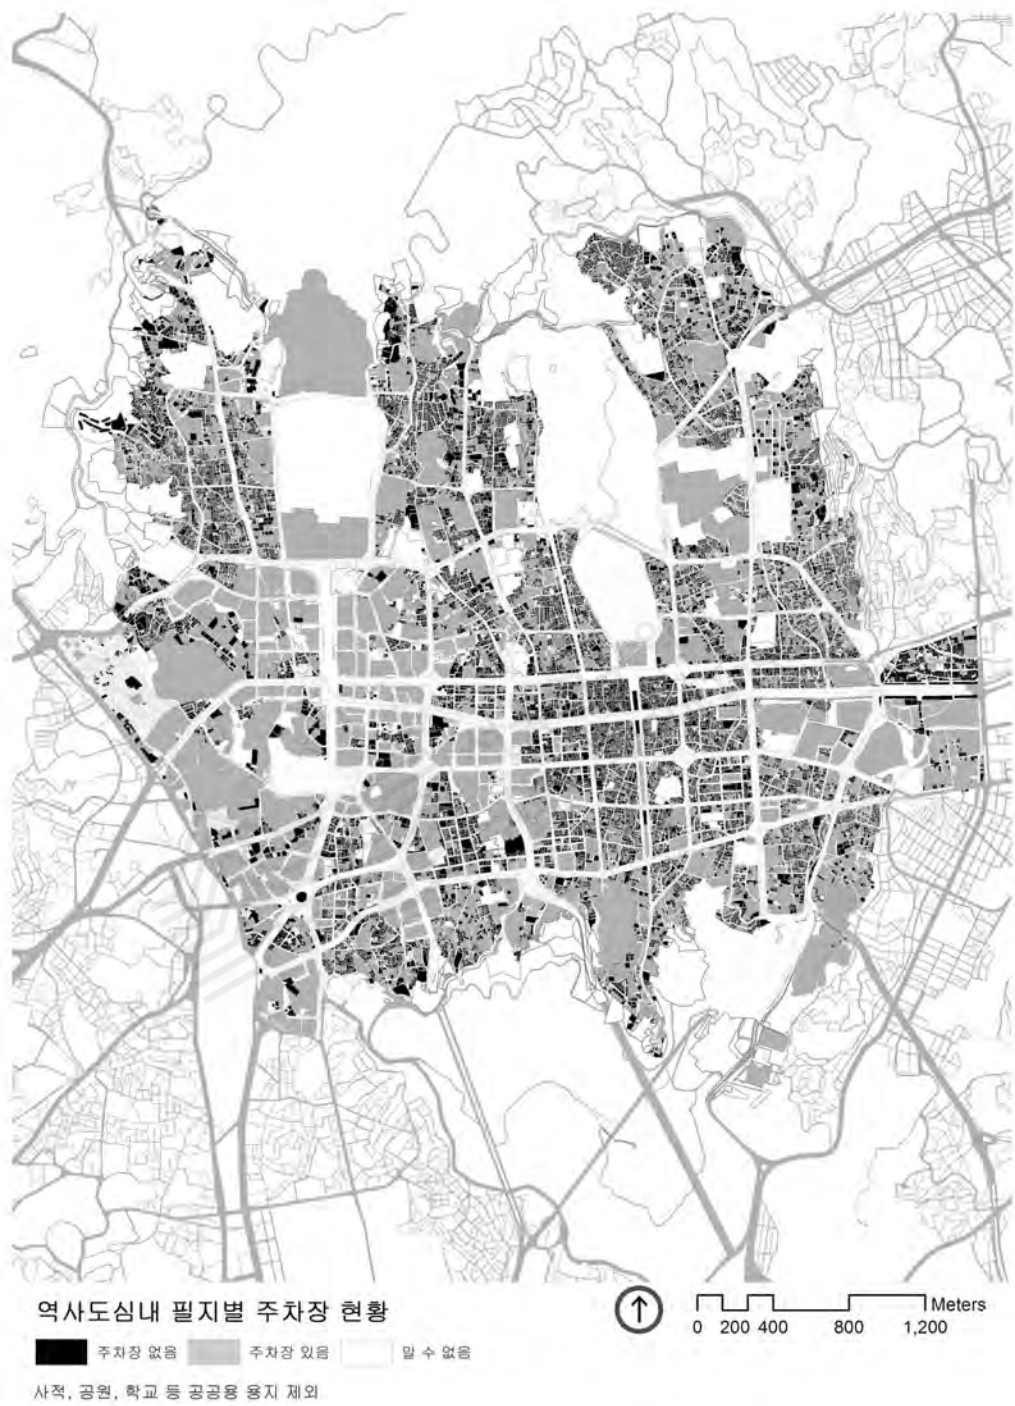 역사도심내 필지별 주차장 현황
주차장 없음 주차장 있음 알 수 없음
사적, 공원, 학교 등 공공용 용지 제외
Meters
0 200 400 800 1,200